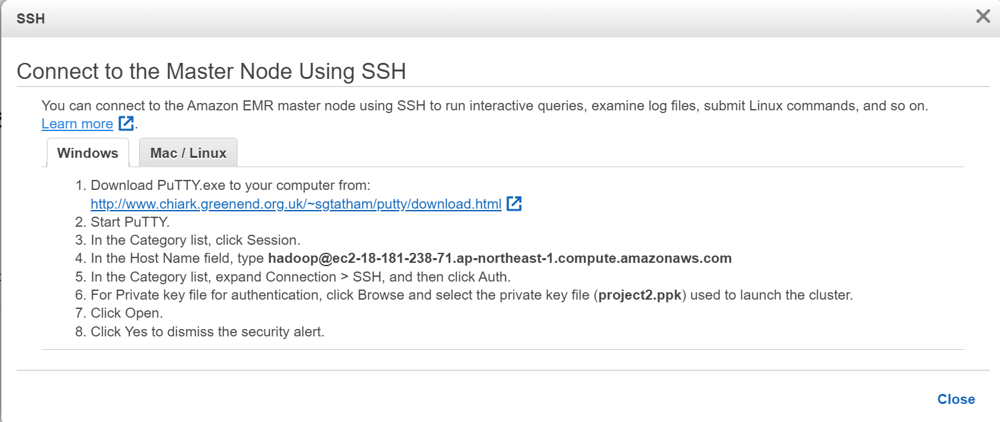 SSH
Connect to the Master Node Using SSH
You can connect to the Amazon EMR master node using SSH to run interactive queries, examine log files, submit Linux commands, and so on.
Learn more.
Windows
Mac / Linux
1. Download PuTTY.exe to your computer from:
http://www.chiark.greenend.org.uk/~sgtatham/putty/download.html
2. Start PuTTY.
3. In the Category list, click Session.
4. In the Host Name field, type hadoop@ec2-18-181-238-71.ap-northeast-1.compute.amazonaws.com
5. In the Category list, expand Connection > SSH, and then click Auth.
6. For Private key file for authentication, click Browse and select the private key file (project2.ppk) used to launch the cluster.
7. Click Open.
8. Click Yes to dismiss the security alert.
Close